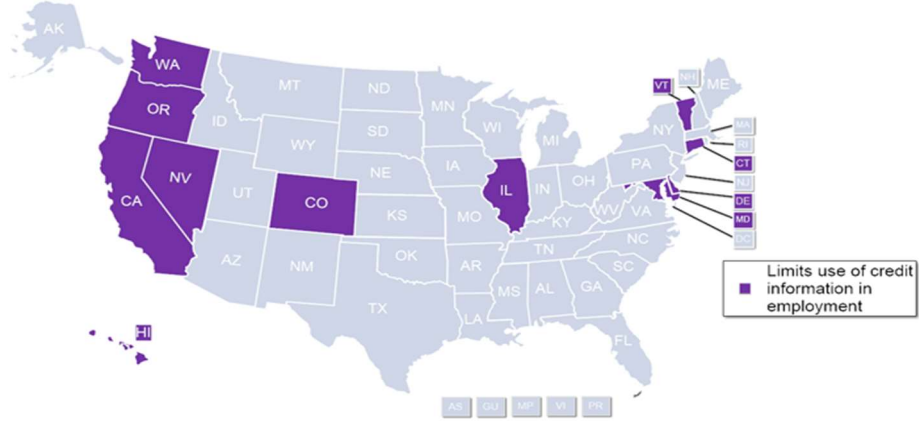 AK
WA
MT
ND
MN
VT
NH
ME
OR
ID
WY
SD
WI
MI
NY
MA
RI
CT
NJ
DE
MD
DC
NV
CA
UT
CO
NE
IA
IL
IN
OH
PA
KS
MO
KY
WV
VA
AZ
NM
OK
AR
TN
NC
SC
TX
LA
MS
AL
GA
FL
HI
Limits use of credit
information in
employment
AS
GU
MP
VI
PR